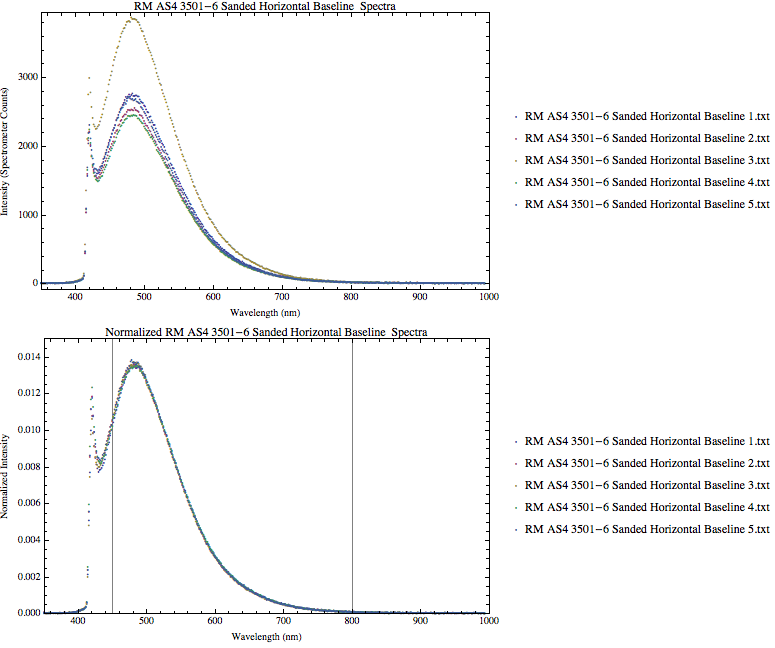 RM AS4 3501−6 Sanded Horizontal Baseline  Spectra
Intensity (Spectrometer Counts)
3000
2000
1000
0
400 500 600 700 800 900 1000
Wavelength (nm)
RM AS4 3501−6 Sanded Horizontal Baseline 1.txt
RM AS4 3501−6 Sanded Horizontal Baseline 2.txt
RM AS4 3501−6 Sanded Horizontal Baseline 3.txt
RM AS4 3501−6 Sanded Horizontal Baseline 4.txt
RM AS4 3501−6 Sanded Horizontal Baseline 5.txt
Normalized RM AS4 3501−6 Sanded Horizontal Baseline  Spectra
Normalized Intensity
0.014
0.012
0.010
0.008
0.006
0.004
0.002
0.000
400 500 600 700 800 900 1000
Wavelength (nm)
RM AS4 3501−6 Sanded Horizontal Baseline 1.txt
RM AS4 3501−6 Sanded Horizontal Baseline 2.txt
RM AS4 3501−6 Sanded Horizontal Baseline 3.txt
RM AS4 3501−6 Sanded Horizontal Baseline 4.txt
RM AS4 3501−6 Sanded Horizontal Baseline 5.txt